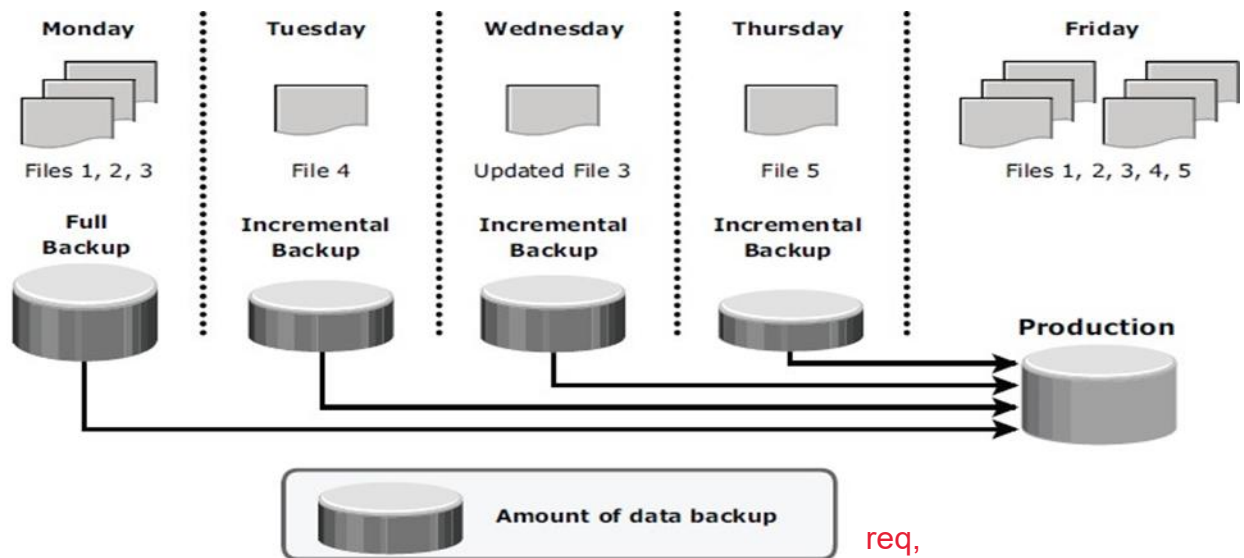 Monday
Files 1, 2, 3
Full
Backup
Tuesday
File 4
Incremental
Backup
Wednesday
Updated File 3
Incremental
Backup
Thursday
File 5
Incremental
Backup
Friday
Files 1, 2, 3, 4, 5
Production
Amount of data backup
req,